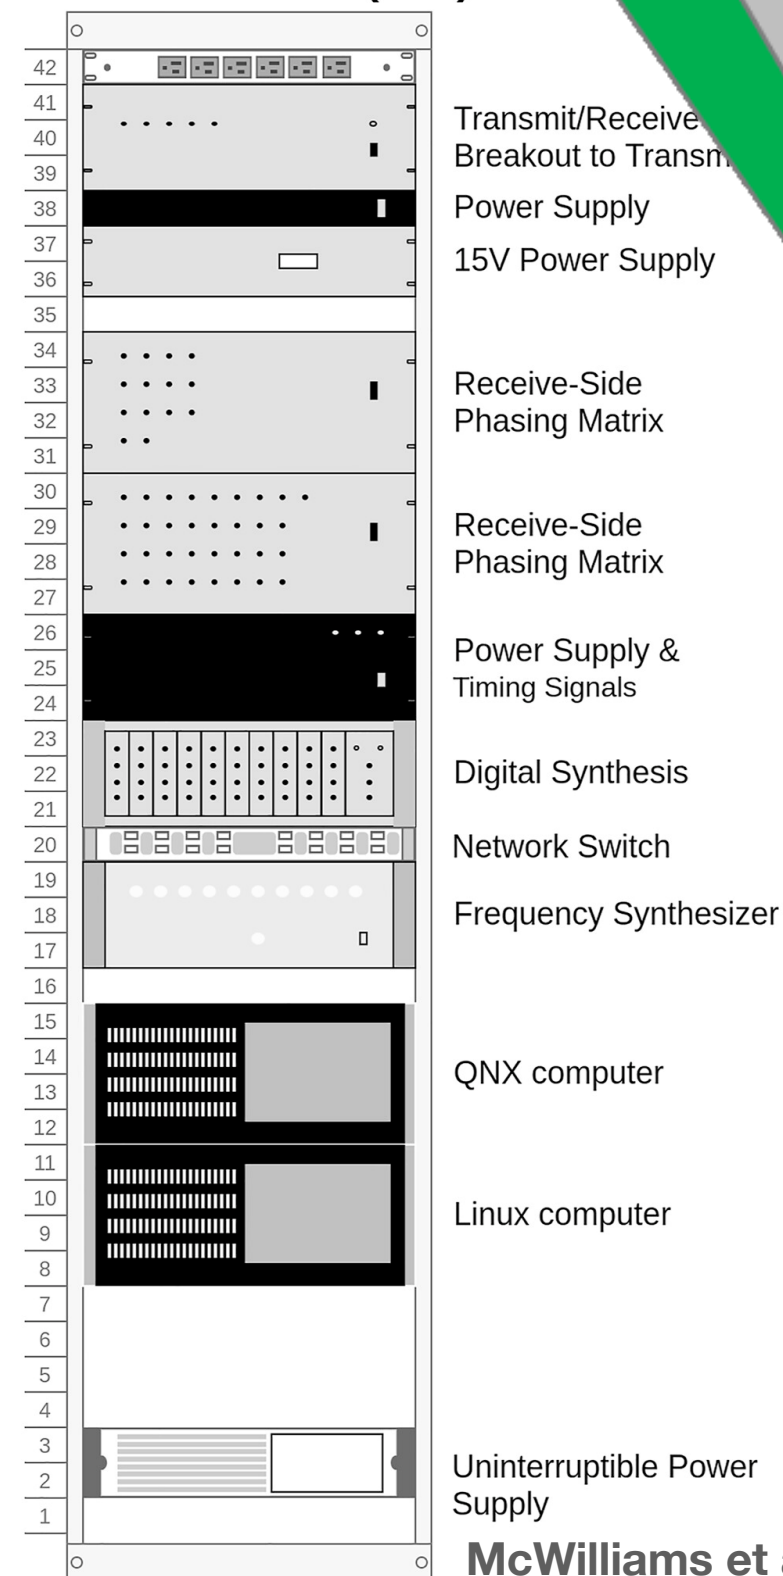 42
41
Transmit/Receive
40
Breakout to
39
38
Power Supply
37
36
15V Power Supply
35
34
33
Receive-Side
32
Phasing Matrix
31
30
29
Receive-Side
28
Phasing Matrix
27
26
Power Supply &
25
Timing Signals
24
23
22
Digital Synthesis
21
20
Network Switch
19
18
Frequency Synthesizer
17
16
15
14
QNX computer
13
12
11
10
Linux computer
9
8
7
6
5
4
3
Uninterruptible Power
2
Supply
1
McWilliams et